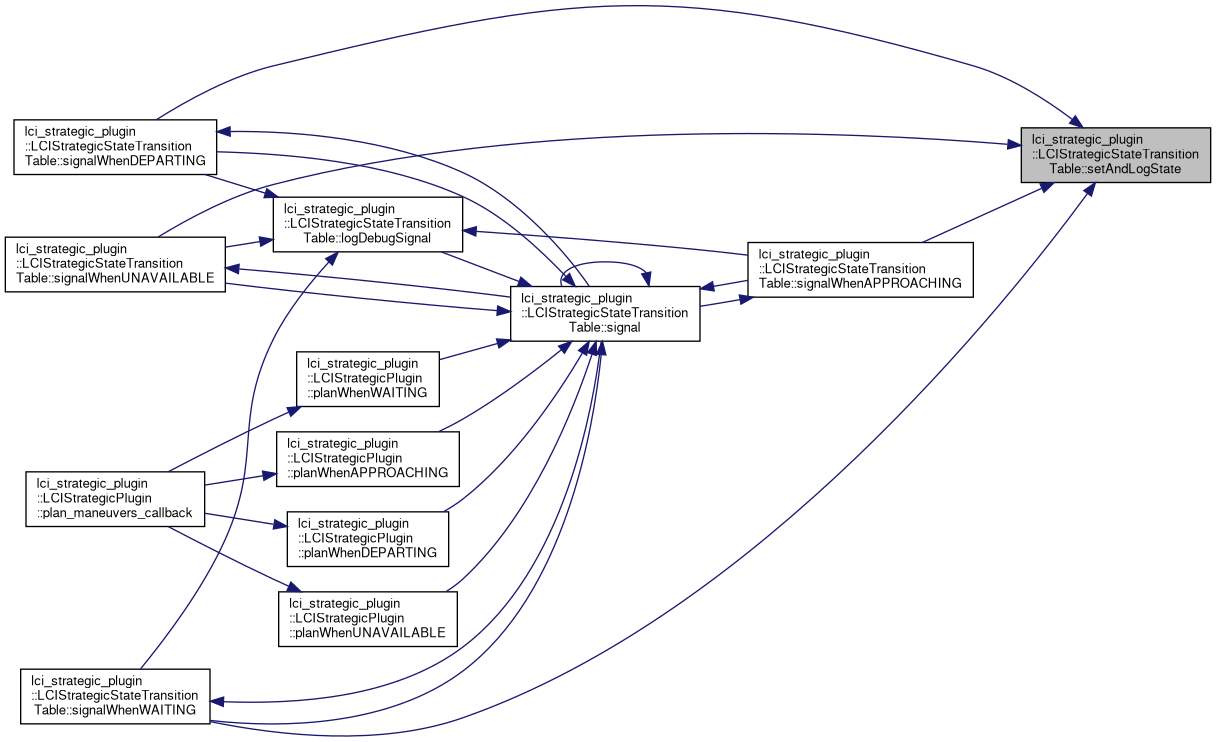 lci_strategic_plugin
::LCIStrategicStateTransition
Table::signalWhenDEPARTING
lci_strategic_plugin
::LCIStrategicStateTransition
Table::setAndLogState
lci_strategic_plugin
::LCIStrategicStateTransition
Table::logDebugSignal
lci_strategic_plugin
::LCIStrategicStateTransition
Table::signalWhenUNAVAILABLE
lci_strategic_plugin
::LCIStrategicStateTransition
Table::signalWhenAPPROACHING
lci_strategic_plugin
::LCIStrategicStateTransition
Table::signal
lci_strategic_plugin
::LCIStrategicPlugin
::planWhenWAITING
lci_strategic_plugin
::LCIStrategicPlugin
::planWhenAPPROACHING
lci_strategic_plugin
::LCIStrategicPlugin
::plan_maneuvers_callback
lci_strategic_plugin
::LCIStrategicPlugin
::planWhenDEPARTING
lci_strategic_plugin
::LCIStrategicPlugin
::planWhenUNAVAILABLE
lci_strategic_plugin
::LCIStrategicStateTransition
Table::signalWhenWAITING